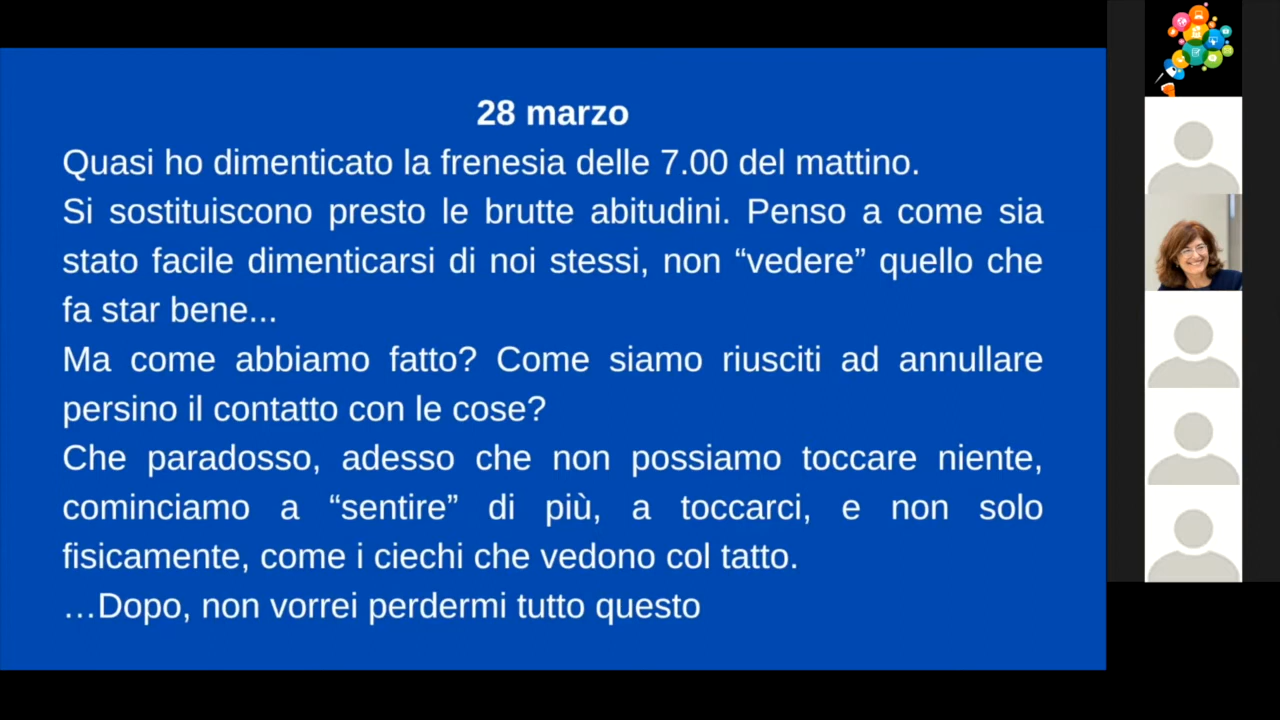 28 marzo
Quasi ho dimenticato la frenesia delle 7.00 del mattino.
Si sostituiscono presto le brutte abitudini. Penso a come sia
stato facile dimenticarsi di noi stessi, non “vedere” quello che
fa star bene...
Ma come abbiamo fatto? Come siamo riusciti ad annullare
persino il contatto con le cose?
Che paradosso, adesso che non possiamo toccare niente,
cominciamo a “sentire” di più, a toccarci, e non solo
fisicamente, come i ciechi che vedono col tatto.
…Dopo, non vorrei perdermi tutto questo